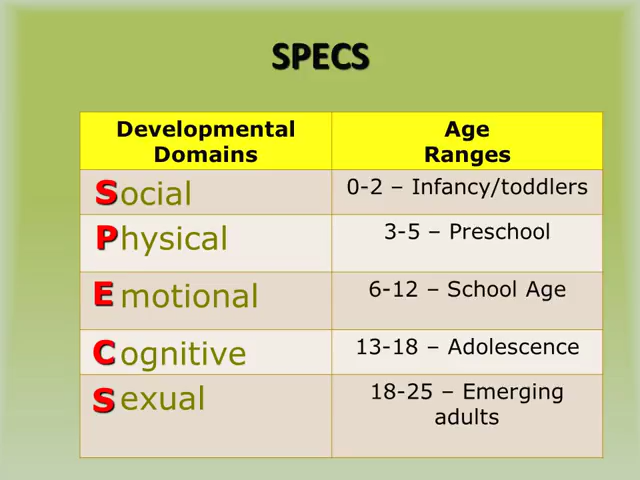 SPECS
Developmental Domains
Age Ranges
Social
0-2 – Infancy/toddlers
Physical
3-5 – Preschool
Emotional
6-12 – School Age
Cognitive
13-18 – Adolescence
Sexual
18-25 – Emerging
adults